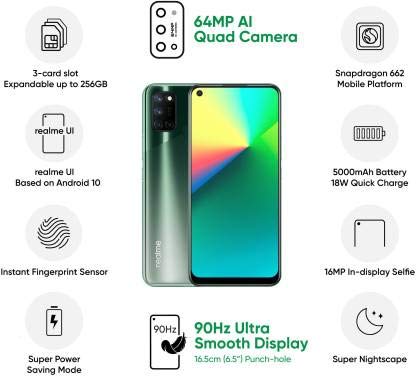 64MP AI
Quad Camera
3-card slot
Expandable up to 256GB
Snapdragon 662
Mobile Platform
realme UI
realme UI
Based on Android 10
5000mAh Battery
18W Quick Charge
realme
Instant Fingerprint Sensor
16MP In-display Selfie
90Hz
90Hz Ultra
Smooth Display
16.5cm (6.5") Punch-hole
Super Power
Saving Mode
Super Nightscape